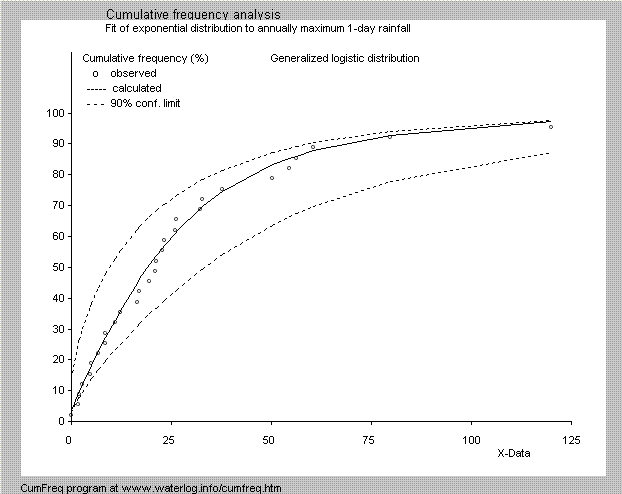 Cumulative frequency analysis
Fit of exponential distribution to annually maximum 1-day rainfall
Cumulative frequency (%)
Generalized logistic distribution
observed
calculated
90% conf. limit
100
90
80
70
60
50
40
30
20
10
0
0 25 50 75 100 125
X-Data
CumFreq program at www.waterlog.info/cumfreq.htm